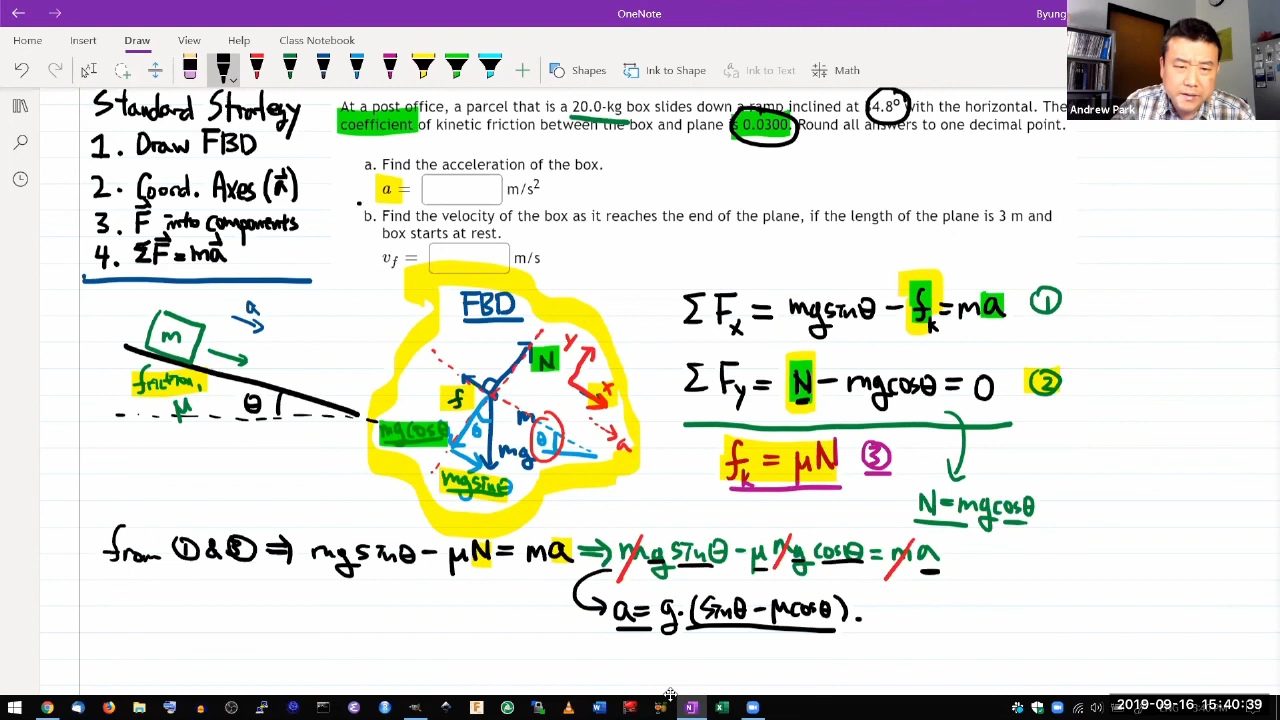 OneNote
Byung
Home Insert Draw View Help Class Notebook
Shapes Ink to Shape Ink to Text Math
Andrew Park
Standard Strategy
1. Draw FBD
2. Coord. Axes (a)
3. F into components
4. ΣF = ma
At a post office, a parcel that is a 20.0-kg box slides down a ramp inclined at 34.8° with the horizontal. The
coefficient of kinetic friction between the box and plane is 0.0300. Round all answers to one decimal point.
a. Find the acceleration of the box.
a = m/s²
b. Find the velocity of the box as it reaches the end of the plane, if the length of the plane is 3 m and
box starts at rest.
v_f = m/s
m
a
friction,
μ
θ
FBD
N
y
x
f
m
a
mg cosθ
θ
mg
θ
mg sinθ
ΣF_x = mg sinθ − f_k = ma ①
ΣF_y = N − mg cosθ = 0 ②
f_k = μN ③
N = mg cosθ
from ① & ③ ⇒ mg sinθ − μN = ma ⇒ mg sinθ − μ mg cosθ = ma
a = g·(sinθ − μcosθ).
2019-09-16 15:40:39